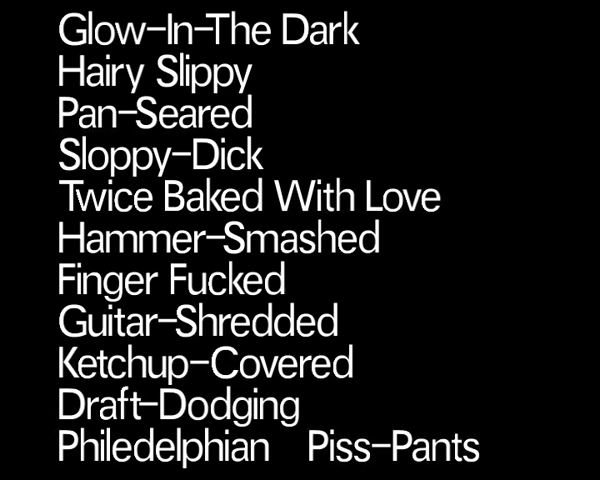 Glow-In-The Dark
Hairy Slippy
Pan-Seared
Sloppy-Dick
Twice Baked With Love
Hammer-Smashed
Finger Fucked
Guitar-Shredded
Ketchup-Covered
Draft-Dodging
Philedelphian Piss-Pants